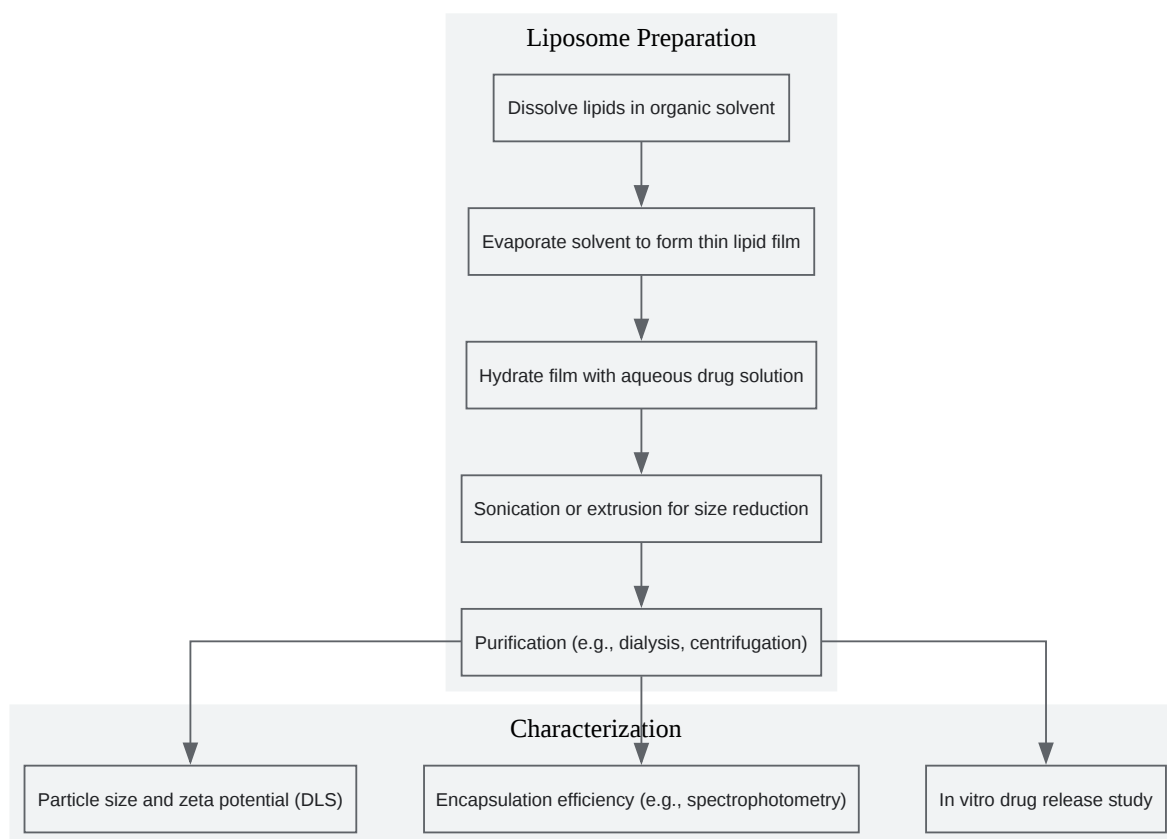 Liposome Preparation
Dissolve lipids in organic solvent
Evaporate solvent to form thin lipid film
Hydrate film with aqueous drug solution
Sonication or extrusion for size reduction
Purification (e.g., dialysis, centrifugation)
Characterization
Particle size and zeta potential (DLS)
Encapsulation efficiency (e.g., spectrophotometry)
In vitro drug release study